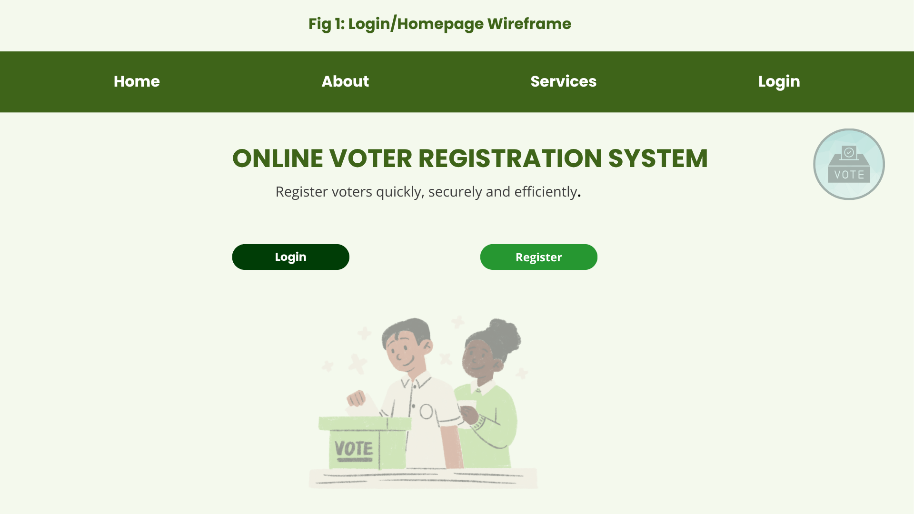 Fig 1: Login/Homepage Wireframe
Home About Services Login
ONLINE VOTER REGISTRATION SYSTEM
Register voters quickly, securely and efficiently.
VOTE
Login Register
VOTE